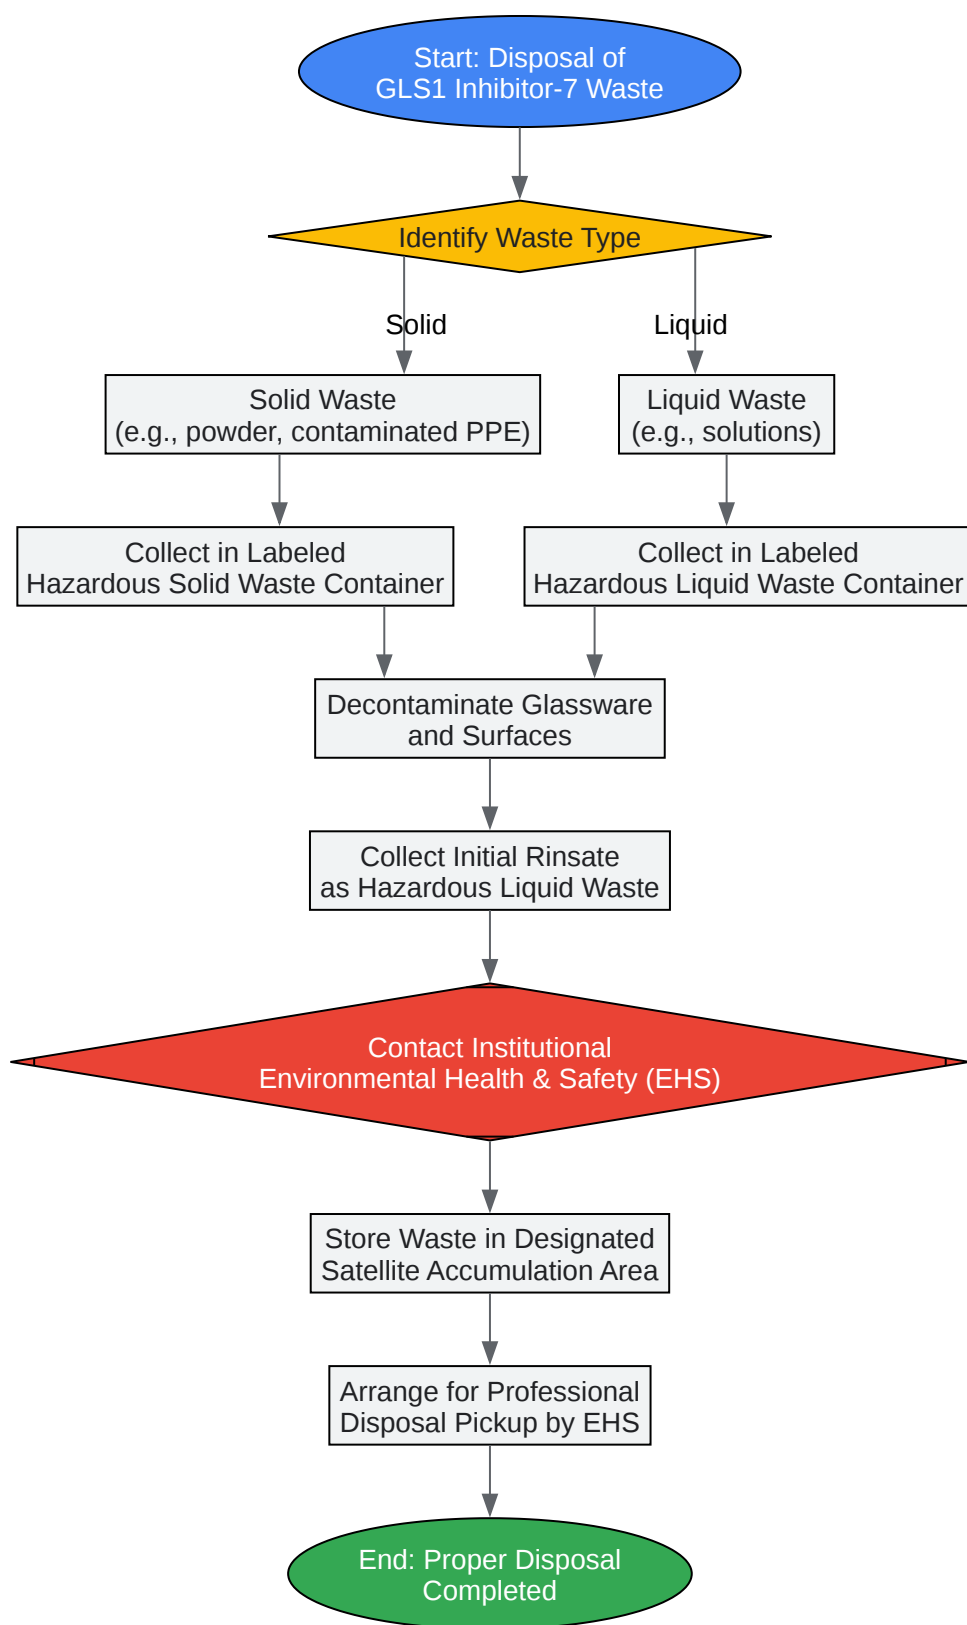 Start: Disposal of
GLS1 Inhibitor-7 Waste
Identify Waste Type
Solid
Liquid
Solid Waste
(e.g., powder, contaminated PPE)
Liquid Waste
(e.g., solutions)
Collect in Labeled
Hazardous Solid Waste Container
Collect in Labeled
Hazardous Liquid Waste Container
Decontaminate Glassware
and Surfaces
Collect Initial Rinsate
as Hazardous Liquid Waste
Contact Institutional
Environmental Health & Safety (EHS)
Store Waste in Designated
Satellite Accumulation Area
Arrange for Professional
Disposal Pickup by EHS
End: Proper Disposal
Completed